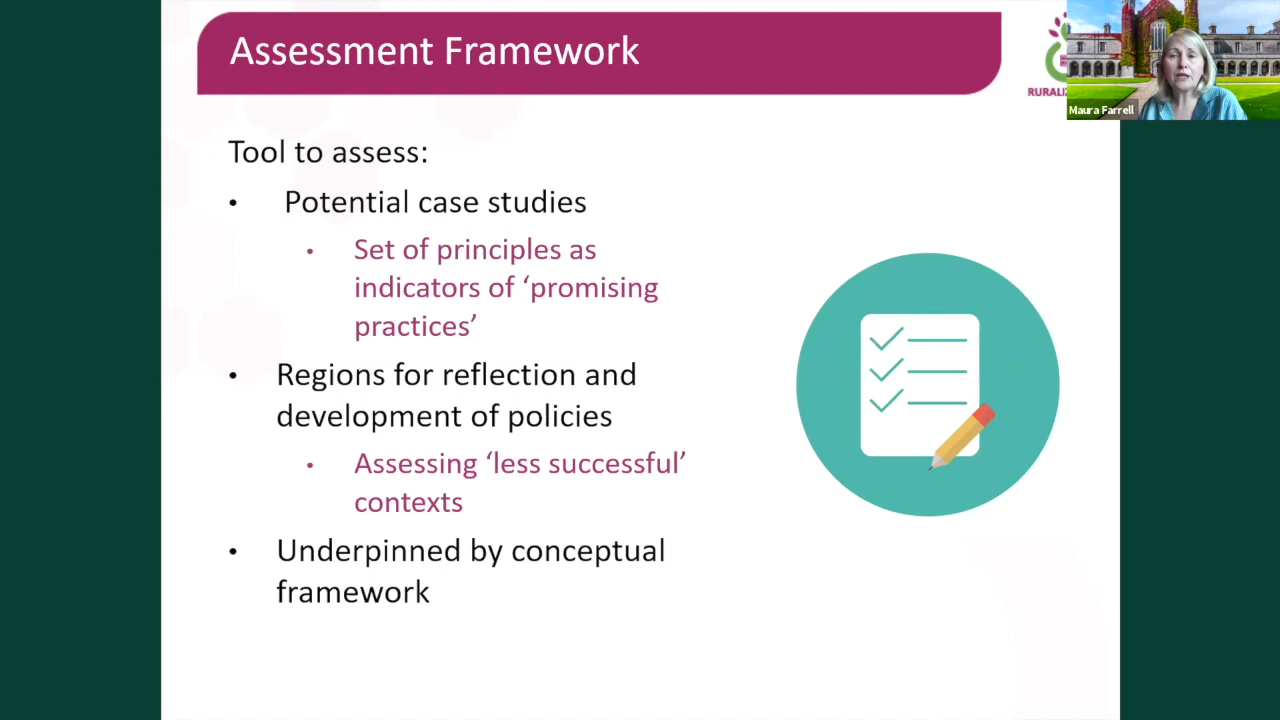 Assessment Framework
Maura Farrell
Tool to assess:
• Potential case studies
• Set of principles as
indicators of ‘promising
practices’
• Regions for reflection and
development of policies
• Assessing ‘less successful’
contexts
• Underpinned by conceptual
framework